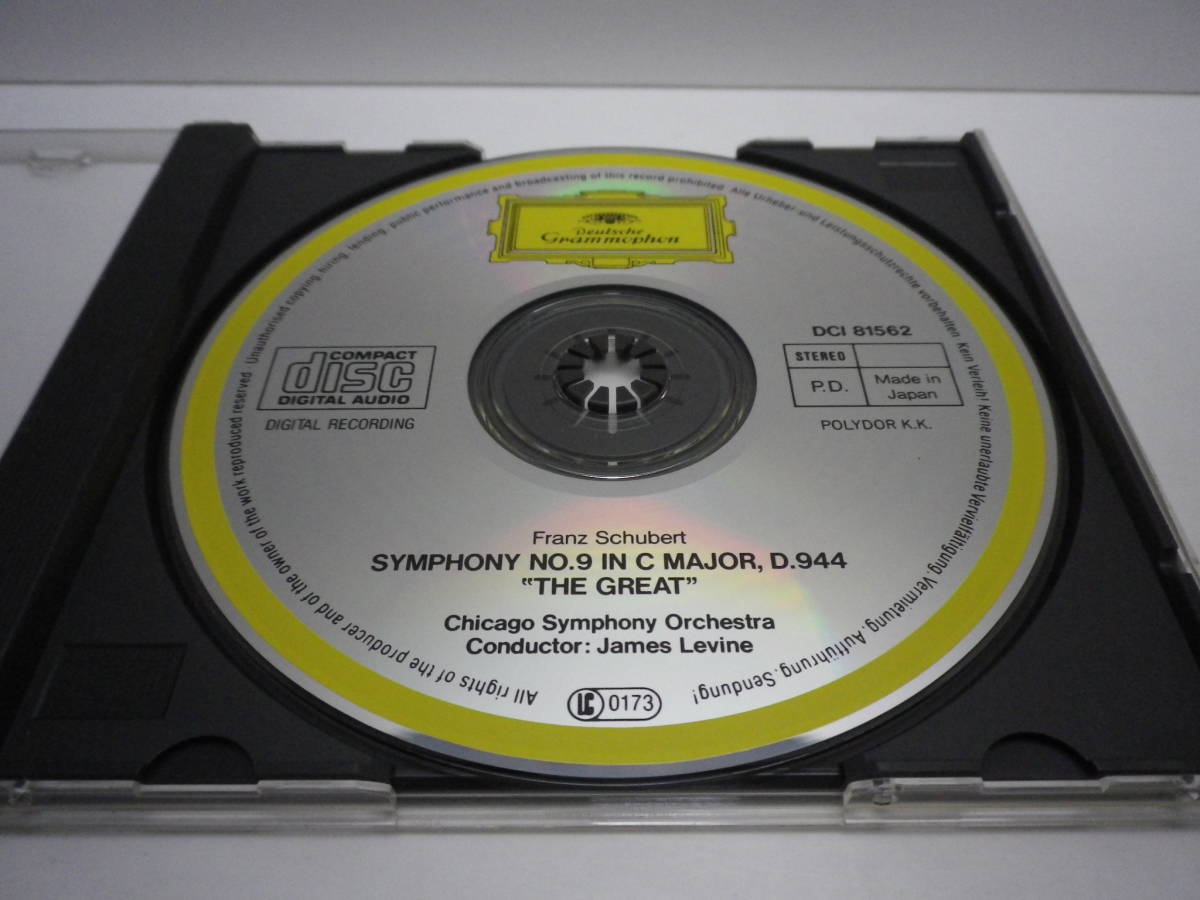 Deutsche
Grammophon
COMPACT
disc
DIGITAL AUDIO
DIGITAL RECORDING
DCI 81562
STEREO
P.D.
Made in
Japan
POLYDOR K.K.
Franz Schubert
SYMPHONY NO.9 IN C MAJOR, D.944
“THE GREAT”
Chicago Symphony Orchestra
Conductor: James Levine
LC 0173
All rights of the producer and of the owner of the work reproduced reserved Unauthorised copying, hiring, lending, public performance and broadcasting of this record prohibited Alle Urheber-und Leistungsschutzrechte vorbehalten Kein Verleih! Keine unerlaubte Vervielfältigung, Vermietung, Aufführung, Sendung!